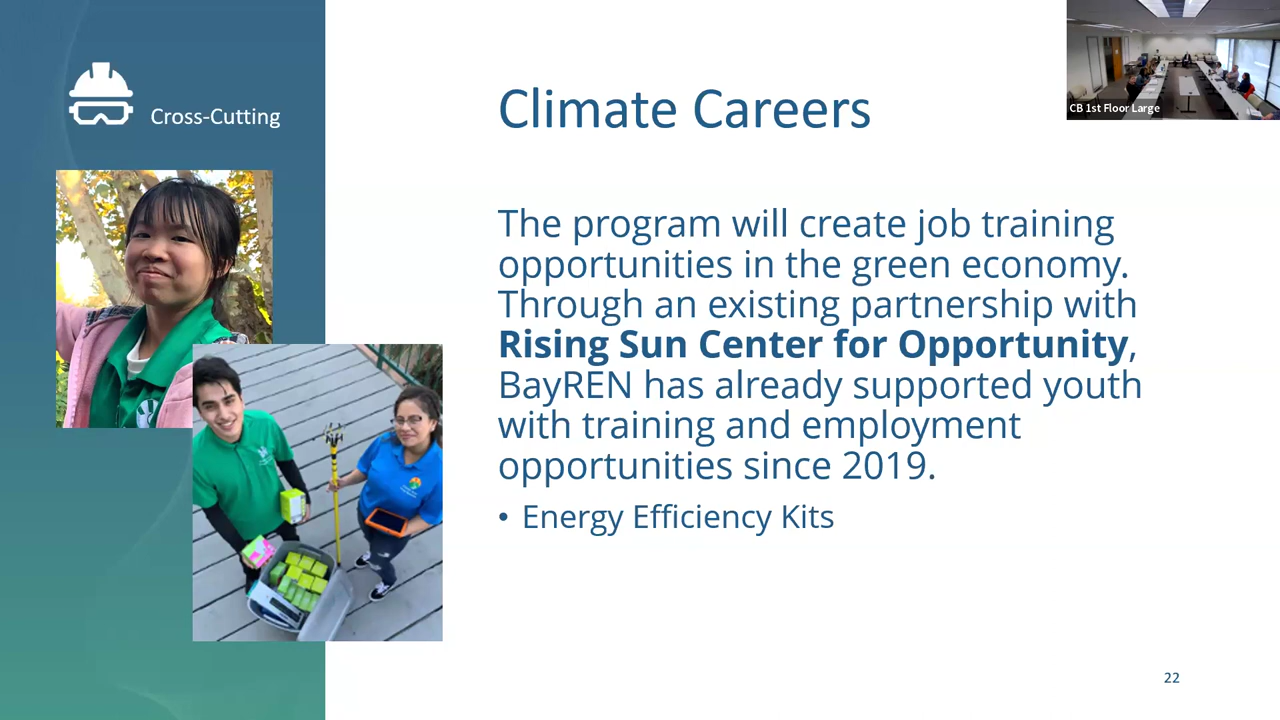 Cross-Cutting
Climate Careers
CB 1st Floor Large
The program will create job training
opportunities in the green economy.
Through an existing partnership with
Rising Sun Center for Opportunity,
BayREN has already supported youth
with training and employment
opportunities since 2019.
• Energy Efficiency Kits
22